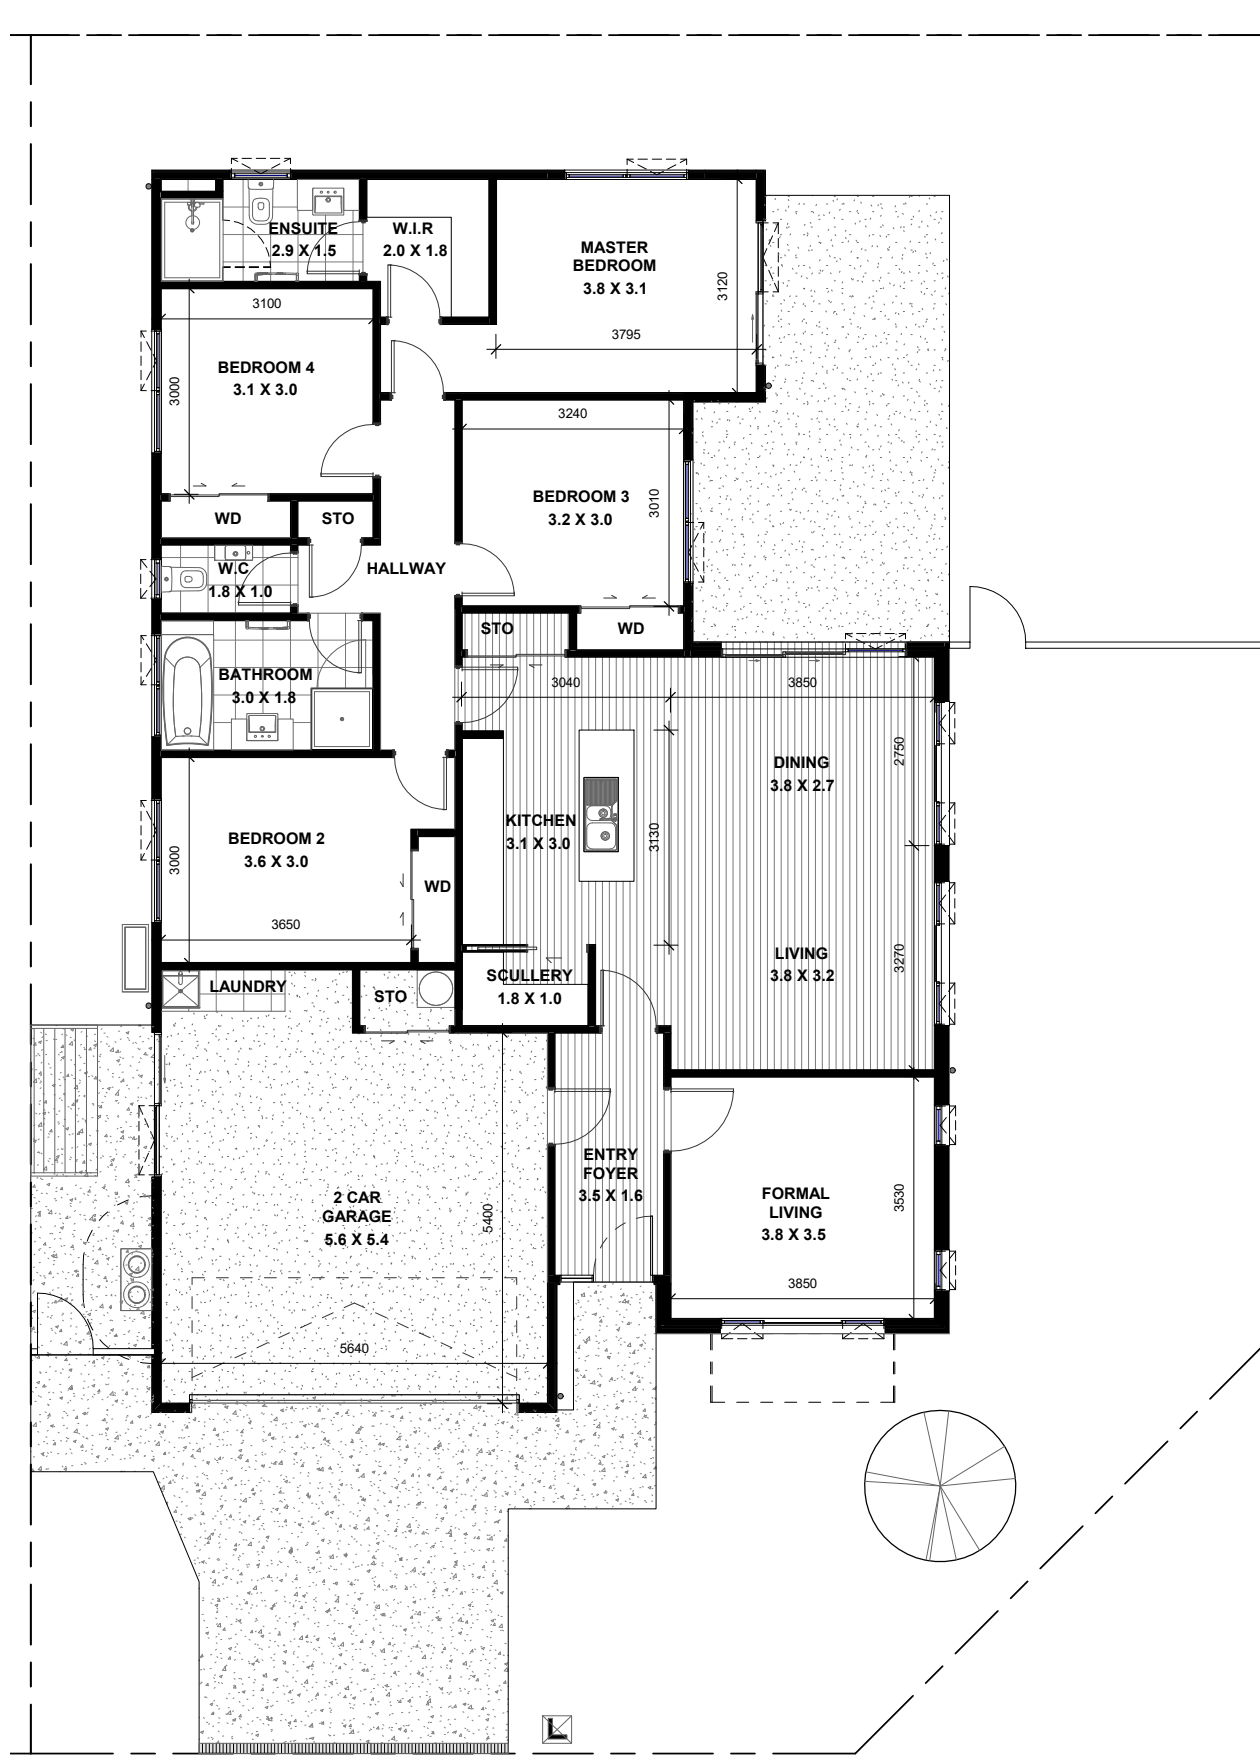 ENSUITE
2.9 X 1.5
W.I.R
2.0 X 1.8
MASTER
BEDROOM
3.8 X 3.1
3120
3795
3100
BEDROOM 4
3.1 X 3.0
3000
WD
STO
3240
BEDROOM 3
3.2 X 3.0
3010
W.C
1.8 X 1.0
HALLWAY
STO
WD
BATHROOM
3.0 X 1.8
3040
3850
DINING
3.8 X 2.7
2750
KITCHEN
3.1 X 3.0
3130
BEDROOM 2
3.6 X 3.0
3000
WD
3650
LIVING
3.8 X 3.2
3270
LAUNDRY
STO
SCULLERY
1.8 X 1.0
ENTRY
FOYER
3.5 X 1.6
2 CAR
GARAGE
5.6 X 5.4
5400
FORMAL
LIVING
3.8 X 3.5
3530
3850
5640
L